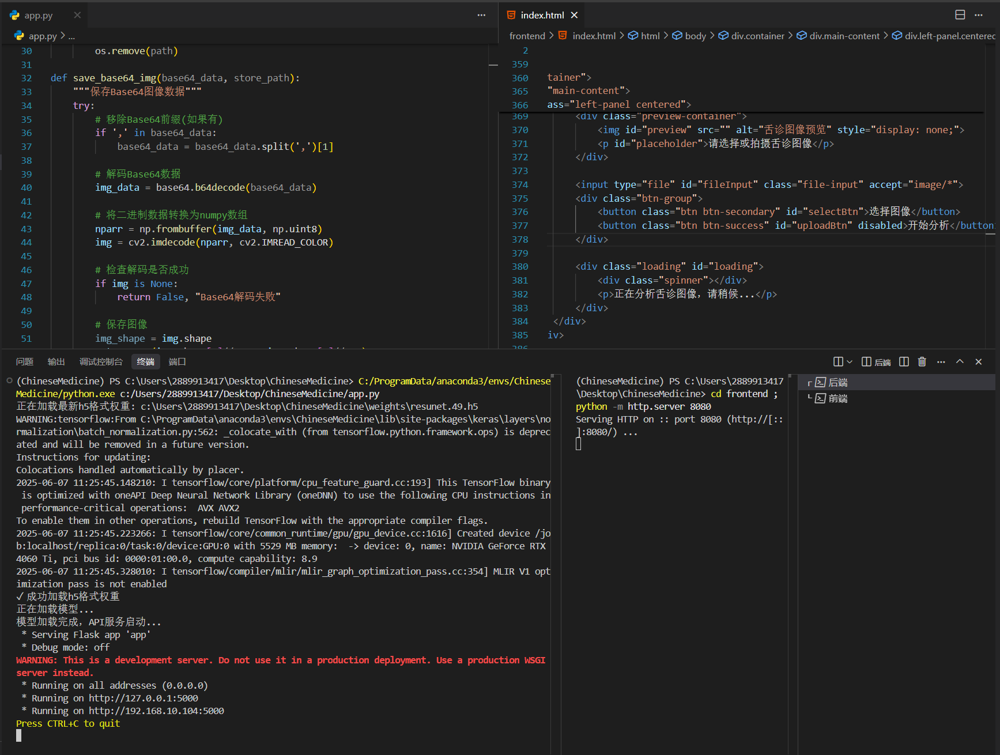 app.py
app.py > ...
30 os.remove(path)
31
32 def save_base64_img(base64_data, store_path):
33 """保存Base64图像数据"""
34 try:
35 # 移除Base64前缀(如果有)
36 if ',' in base64_data:
37 base64_data = base64_data.split(',')[1]
38
39 # 解码Base64数据
40 img_data = base64.b64decode(base64_data)
41
42 # 将二进制数据转换为numpy数组
43 nparr = np.frombuffer(img_data, np.uint8)
44 img = cv2.imdecode(nparr, cv2.IMREAD_COLOR)
45
46 # 检查解码是否成功
47 if img is None:
48 return False, "Base64解码失败"
49
50 # 保存图像
51 img_shape = img.shape
index.html
frontend > index.html > html > body > div.container > div.main-content > div.left-panel.centered
2
359
360 tainer">
365 "main-content">
366 ass="left-panel centered">
369 <div class="preview-container">
370 <img id="preview" src="" alt="舌诊图像预览" style="display: none;">
371 <p id="placeholder">请选择或拍摄舌诊图像</p>
372 </div>
373
374 <input type="file" id="fileInput" class="file-input" accept="image/*">
375 <div class="btn-group">
376 <button class="btn btn-secondary" id="selectBtn">选择图像</button>
377 <button class="btn btn-success" id="uploadBtn" disabled>开始分析</button
378 </div>
379
380 <div class="loading" id="loading">
381 <div class="spinner"></div>
382 <p>正在分析舌诊图像，请稍候...</p>
383 </div>
384 </div>
385 iv>
386
问题 输出 调试控制台 终端 端口
后端
(ChineseMedicine) PS C:\Users\2889913417\Desktop\ChineseMedicine> C:/ProgramData/anaconda3/envs/Chinese
Medicine/python.exe c:/Users/2889913417/Desktop/ChineseMedicine/app.py
正在加载最新h5格式权重: c:\Users\2889913417\Desktop\ChineseMedicine\weights\resunet.49.h5
WARNING:tensorflow:From C:\ProgramData\anaconda3\envs\ChineseMedicine\lib\site-packages\keras\layers\no
rmalization\batch_normalization.py:562: _colocate_with (from tensorflow.python.framework.ops) is deprec
ated and will be removed in a future version.
Instructions for updating:
Colocations handled automatically by placer.
2025-06-07 11:25:45.148210: I tensorflow/core/platform/cpu_feature_guard.cc:193] This TensorFlow binary
is optimized with oneAPI Deep Neural Network Library (oneDNN) to use the following CPU instructions in
performance-critical operations:  AVX AVX2
To enable them in other operations, rebuild TensorFlow with the appropriate compiler flags.
2025-06-07 11:25:45.223266: I tensorflow/core/common_runtime/gpu/gpu_device.cc:1616] Created device /jo
b:localhost/replica:0/task:0/device:GPU:0 with 5529 MB memory:  -> device: 0, name: NVIDIA GeForce RTX
4060 Ti, pci bus id: 0000:01:00.0, compute capability: 8.9
2025-06-07 11:25:45.328010: I tensorflow/compiler/mlir/mlir_graph_optimization_pass.cc:354] MLIR V1 opt
imization pass is not enabled
✓ 成功加载h5格式权重
正在加载模型...
模型加载完成，API服务启动...
* Serving Flask app 'app'
* Debug mode: off
WARNING: This is a development server. Do not use it in a production deployment. Use a production WSGI
server instead.
* Running on all addresses (0.0.0.0)
* Running on http://127.0.0.1:5000
* Running on http://192.168.10.104:5000
Press CTRL+C to quit
(ChineseMedicine) PS C:\Users\2889913417
\Desktop\ChineseMedicine> cd frontend ;
python -m http.server 8080
Serving HTTP on :: port 8080 (http://[::
]:8080/) ...
后端
前端